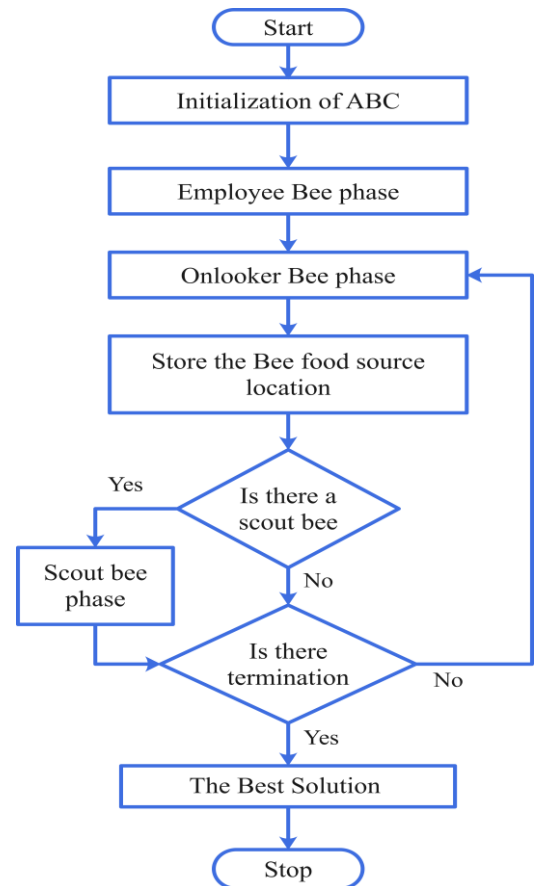 Start
Initialization of ABC
Employee Bee phase
Onlooker Bee phase
Store the Bee food source
location
Yes
Is there a
scout bee
Scout bee
phase
No
Is there
termination
No
Yes
The Best Solution
Stop